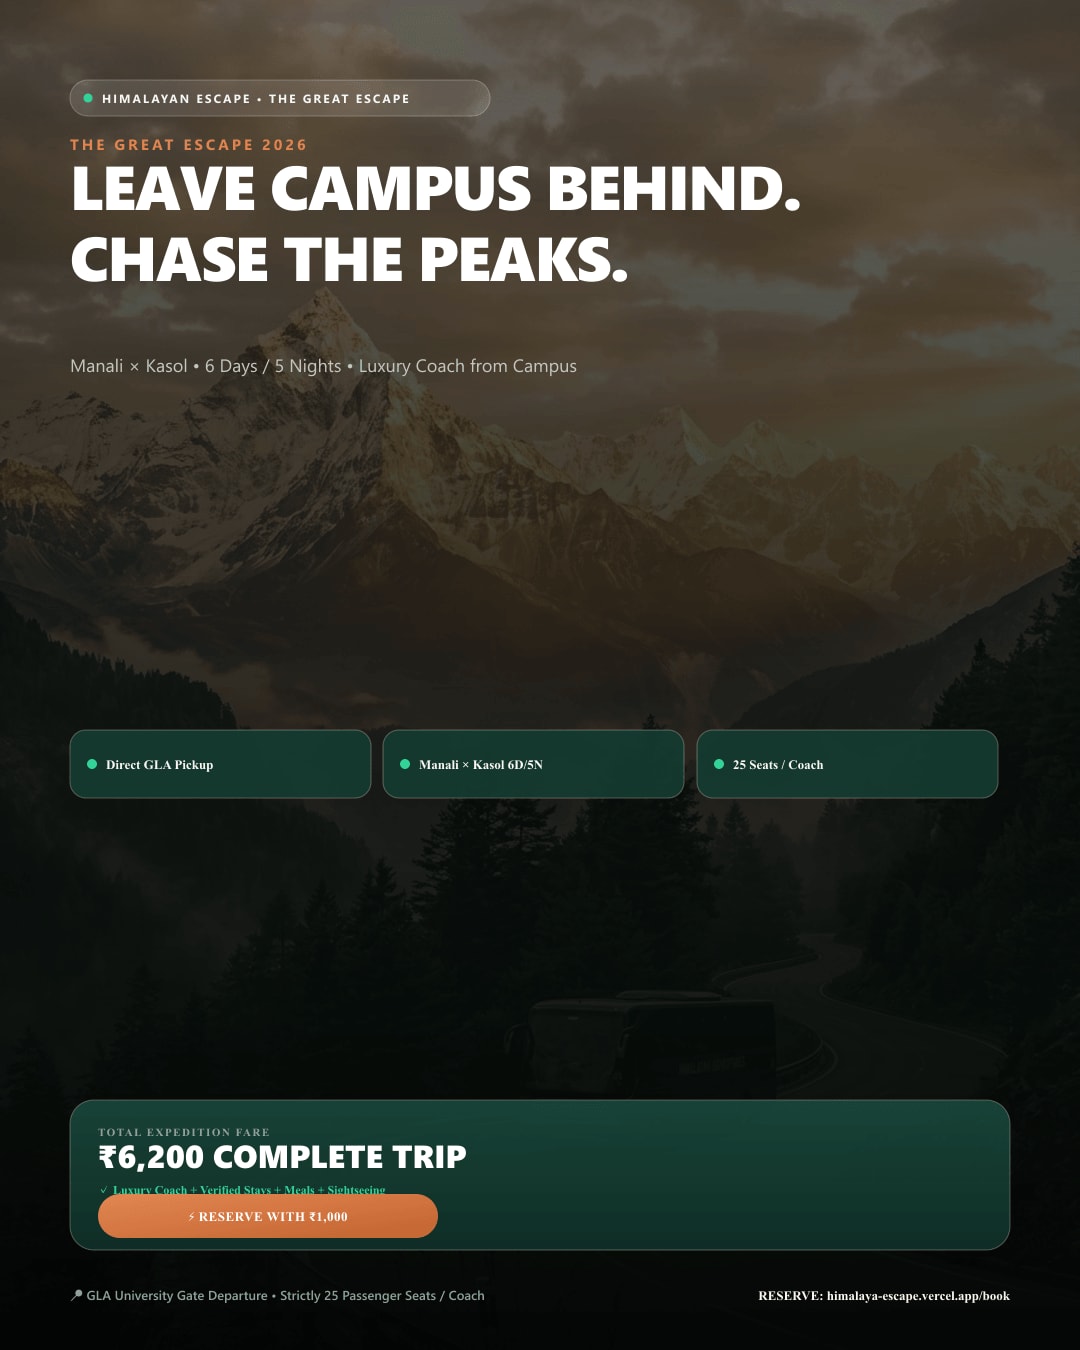 HIMALAYAN ESCAPE • THE GREAT ESCAPE
THE GREAT ESCAPE 2026
LEAVE CAMPUS BEHIND.
CHASE THE PEAKS.
Manali × Kasol • 6 Days / 5 Nights • Luxury Coach from Campus
Direct GLA Pickup
Manali × Kasol 6D/5N
25 Seats / Coach
TOTAL EXPEDITION FARE
₹6,200 COMPLETE TRIP
✓ Luxury Coach + Verified Stays + Meals + Sightseeing
⚡ RESERVE WITH ₹1,000
📍 GLA University Gate Departure • Strictly 25 Passenger Seats / Coach
RESERVE: himalaya-escape.vercel.app/book